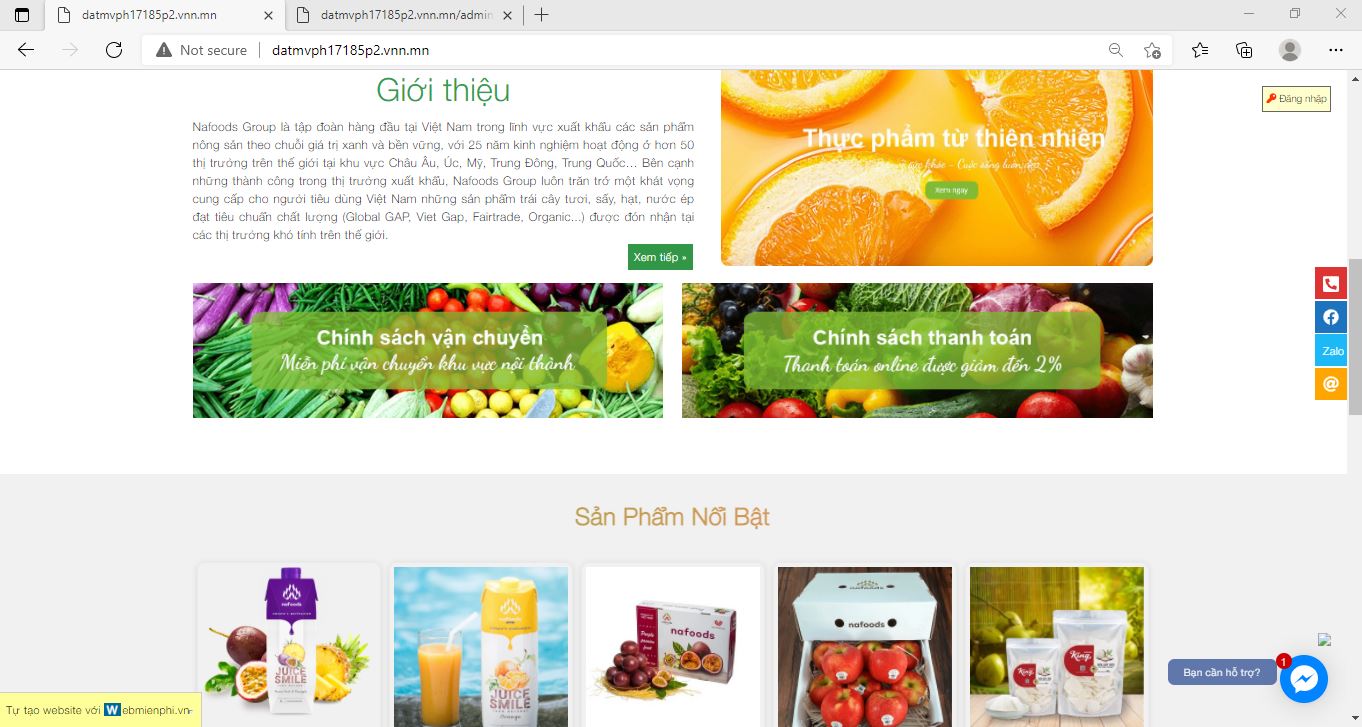 datmvph17185p2.vnn.mn
datmvph17185p2.vnn.mn/admin
Not secure
datmvph17185p2.vnn.mn
Giới thiệu
Nafoods Group là tập đoàn hàng đầu tại Việt Nam trong lĩnh vực xuất khẩu các sản phẩm
nông sản theo chuỗi giá trị xanh và bền vững, với 25 năm kinh nghiệm hoạt động ở hơn 50
thị trường trên thế giới tại khu vực Châu Âu, Úc, Mỹ, Trung Đông, Trung Quốc... Bên cạnh
những thành công trong thị trường xuất khẩu, Nafoods Group luôn trăn trở một khát vọng
cung cấp cho người tiêu dùng Việt Nam những sản phẩm trái cây tươi, sấy, hạt, nước ép
đạt tiêu chuẩn chất lượng (Global GAP, Viet Gap, Fairtrade, Organic...) được đón nhận tại
các thị trường khó tính trên thế giới.
Xem tiếp »
Thực phẩm từ thiên nhiên
Xem ngay
Đăng nhập
Chính sách vận chuyển
Miễn phí vận chuyển khu vực nội thành
Chính sách thanh toán
Thanh toán online được giảm đến 2%
Zalo
@
Sản Phẩm Nổi Bật
nafoods
JUICE
SMILE
JUICE
SMILE
Orange
nafoods
nafoods
King
King
Bạn cần hỗ trợ?
1
Tự tạo website với Webmienphi.vn